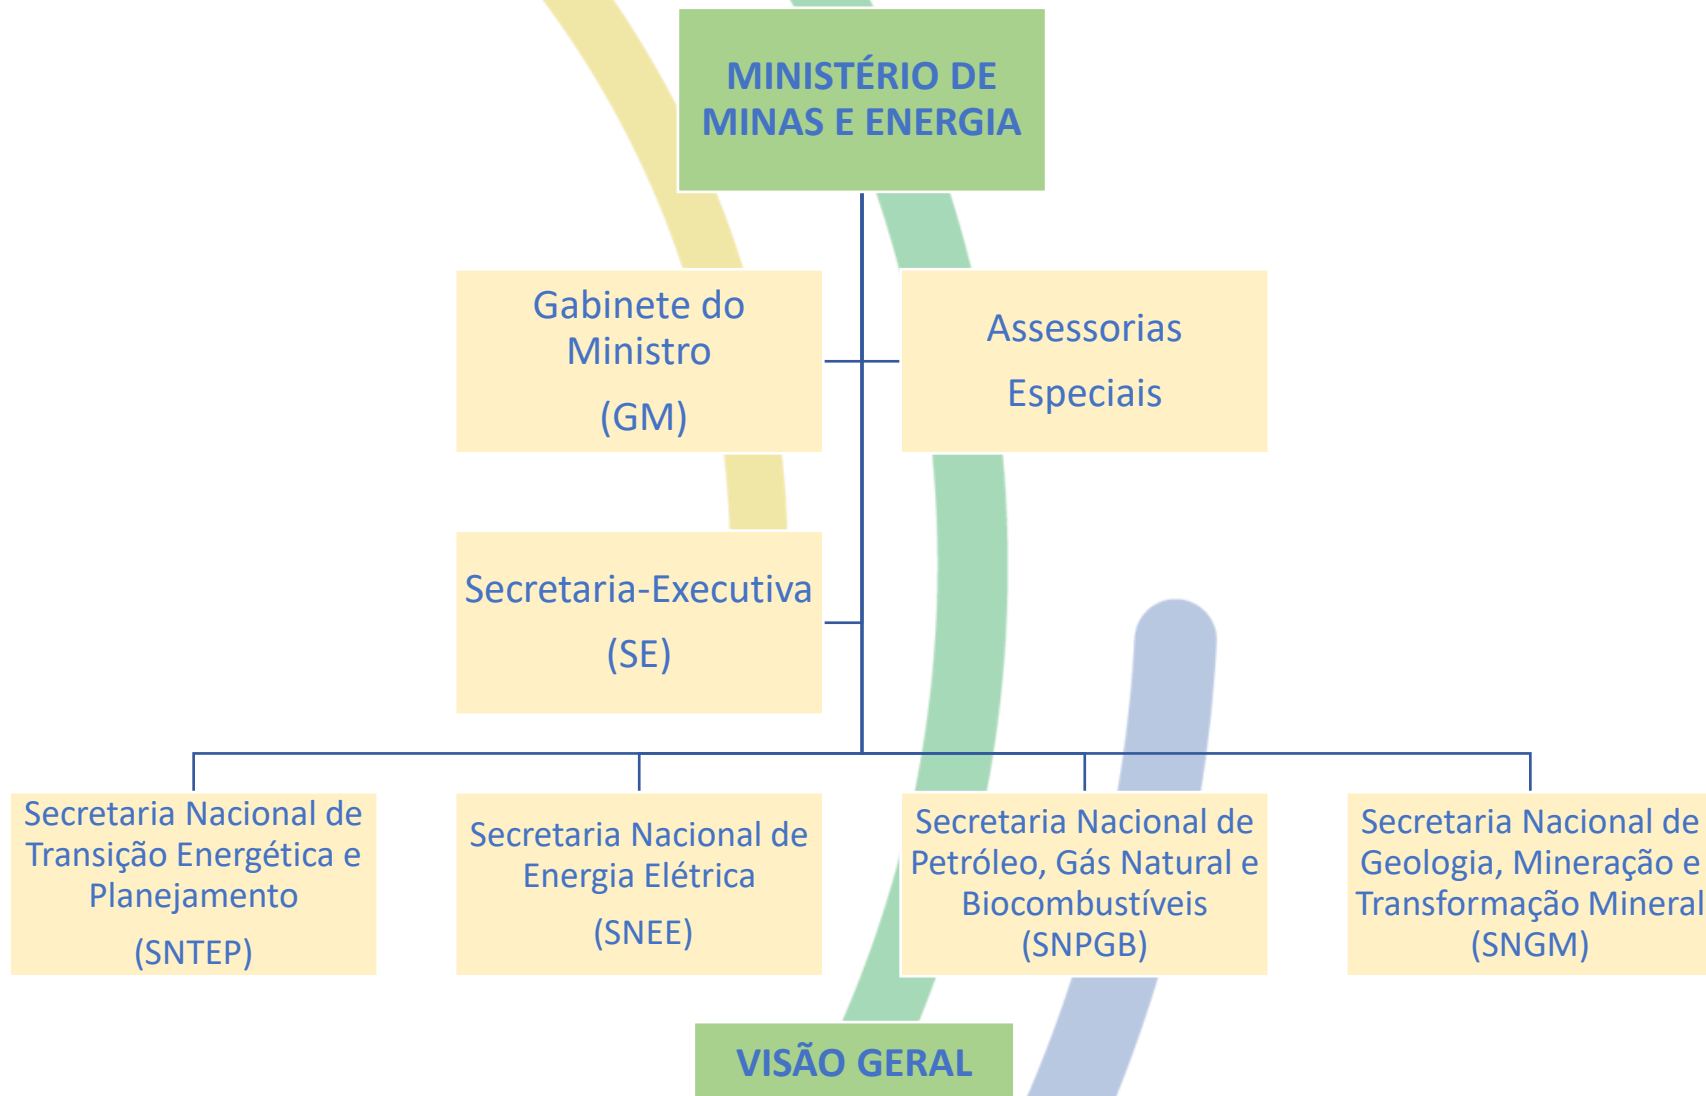 MINISTÉRIO DE
MINAS E ENERGIA
Gabinete do
Ministro
(GM)
Assessorias
Especiais
Secretaria-Executiva
(SE)
Secretaria Nacional de
Transição Energética e
Planejamento
(SNTEP)
Secretaria Nacional de
Energia Elétrica
(SNEE)
Secretaria Nacional de
Petróleo, Gás Natural e
Biocombustíveis
(SNPGB)
Secretaria Nacional de
Geologia, Mineração e
Transformação Mineral
(SNGM)
VISÃO GERAL